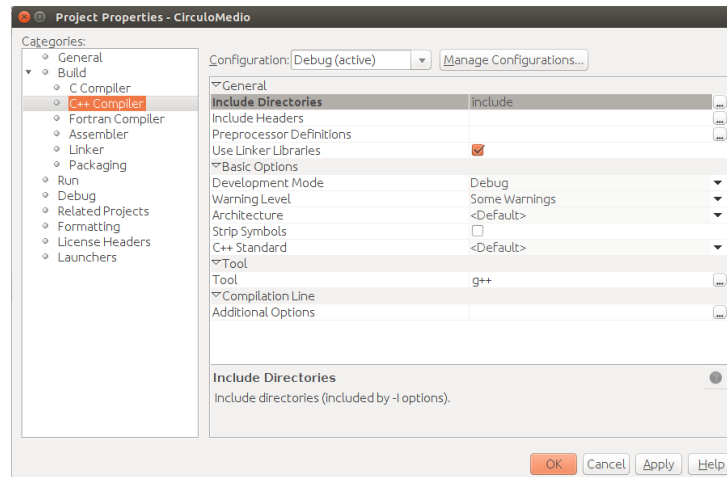 Project Properties - CirculoMedio
Categories:
General
Build
C Compiler
C++ Compiler
Fortran Compiler
Assembler
Linker
Packaging
Run
Debug
Related Projects
Formatting
License Headers
Launchers
Configuration: Debug (active) Manage Configurations...
General
Include Directories include ...
Include Headers ...
Preprocessor Definitions ...
Use Linker Libraries
Basic Options
Development Mode Debug
Warning Level Some Warnings
Architecture <Default>
Strip Symbols
C++ Standard <Default>
Tool
Tool g++ ...
Compilation Line
Additional Options ...
Include Directories
Include directories (included by -I options).
OK Cancel Apply Help